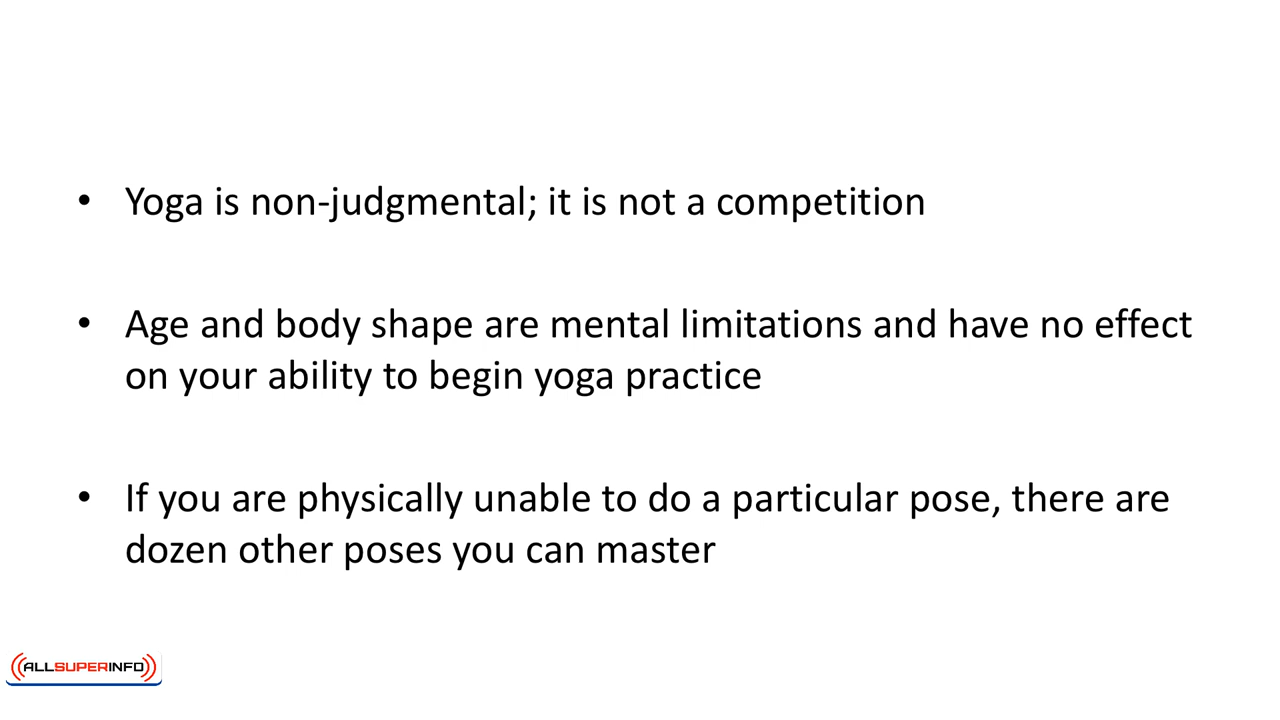 • Yoga is non-judgmental; it is not a competition
• Age and body shape are mental limitations and have no effect
on your ability to begin yoga practice
• If you are physically unable to do a particular pose, there are
dozen other poses you can master
ALLSUPERINFO